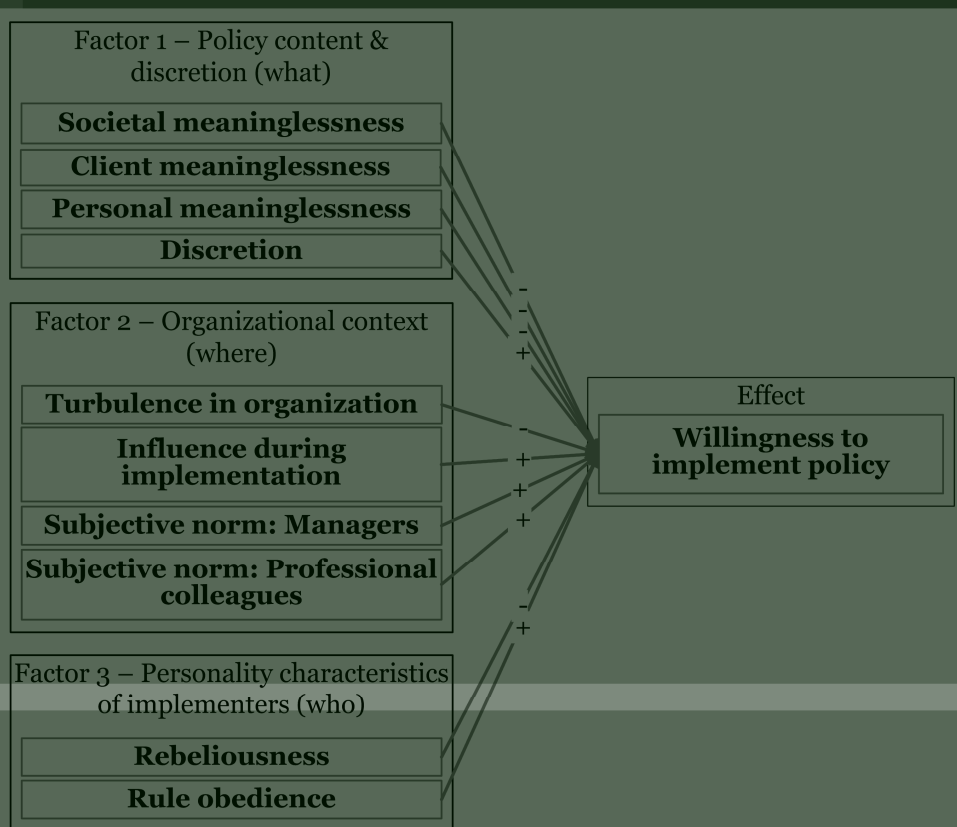 Factor 1 – Policy content &
discretion (what)
Societal meaninglessness
Client meaninglessness
Personal meaninglessness
Discretion
-
-
-
+
Factor 2 – Organizational context
(where)
Turbulence in organization
Influence during
implementation
Subjective norm: Managers
Subjective norm: Professional
colleagues
-
+
+
+
Effect
Willingness to
implement policy
Factor 3 – Personality characteristics
of implementers (who)
Rebeliousness
Rule obedience
-
+